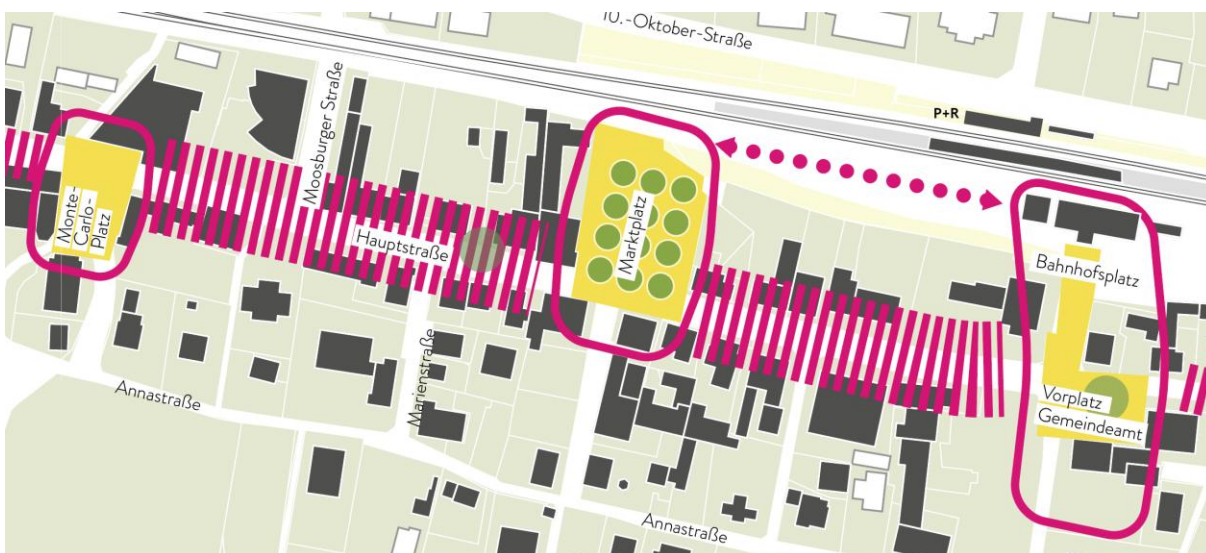 10.-Oktober-Straße
P+R
Moosburger Straße
Monte-
Carlo-
Platz
Hauptstraße
Marktplatz
Bahnhofsplatz
Marienstraße
Annastraße
Vorplatz
Gemeindeamt
Annastraße